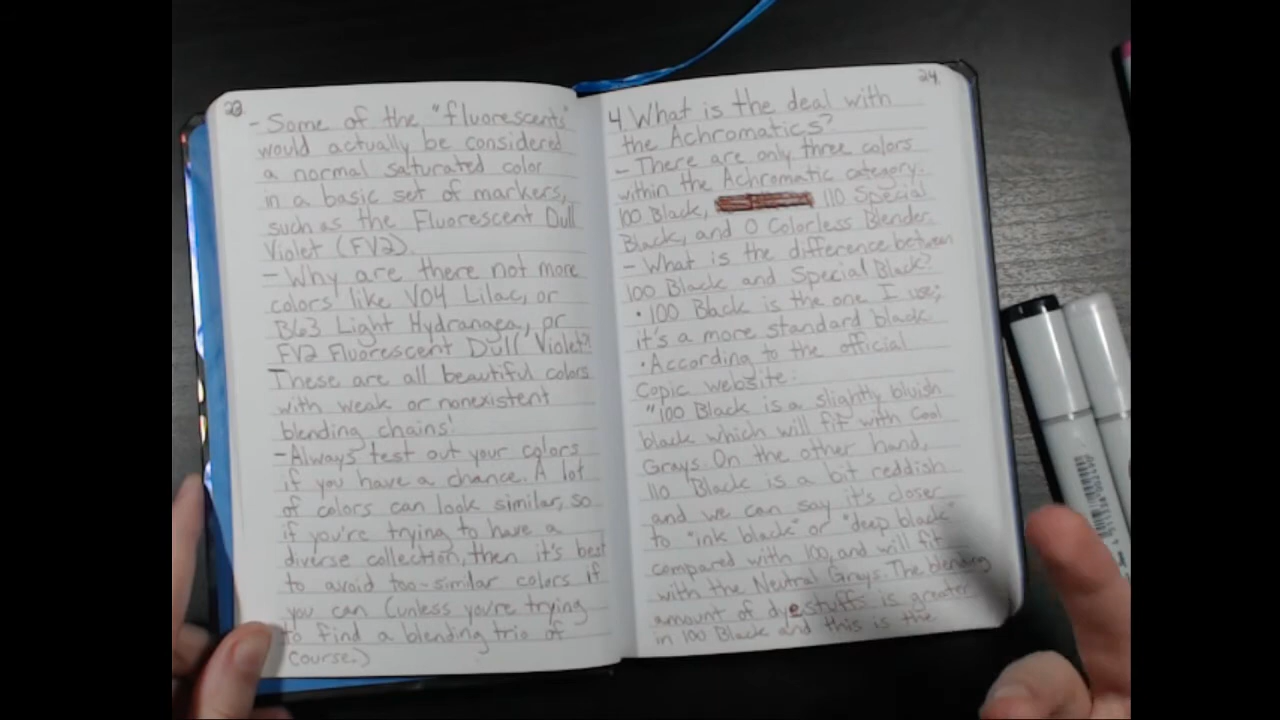 23
- Some of the "fluorescents"
would actually be considered
a normal saturated color
in a basic set of markers,
such as the Fluorescent Dull
Violet (FV2).
- Why are there not more
colors like V04 Lilac, or
B63 Light Hydrangea, or
FV2 Fluorescent Dull Violet?
These are all beautiful colors
with weak or nonexistent
blending chains!
- Always test out your colors
if you have a chance. A lot
of colors can look similar, so
if you're trying to have a
diverse collection, then it's best
to avoid too-similar colors if
you can (unless you're trying
to find a blending trio of
course.)
24
4. What is the deal with
the Achromatics?
- There are only three colors
within the Achromatic category:
100 Black, 110 Special
Black, and 0 Colorless Blender.
- What is the difference between
100 Black and Special Black?
• 100 Black is the one I use;
it's a more standard black.
• According to the official
Copic website:
"100 Black is a slightly bluish
black which will fit with Cool
Grays. On the other hand,
110 Black is a bit reddish
and we can say it's closer
to "ink black" or "deep black"
compared with 100, and will fit
with the Neutral Grays. The blending
amount of dyestuffs is greater
in 100 Black and this is the